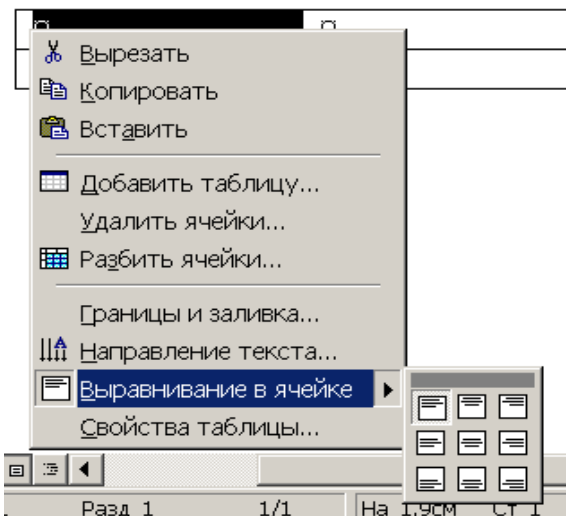 Вырезать
Копировать
Вставить
Добавить таблицу...
Удалить ячейки...
Разбить ячейки...
Границы и заливка...
Направление текста...
Выравнивание в ячейке
Свойства таблицы...
Разд 1 1/1 На 1,9см Ст 1